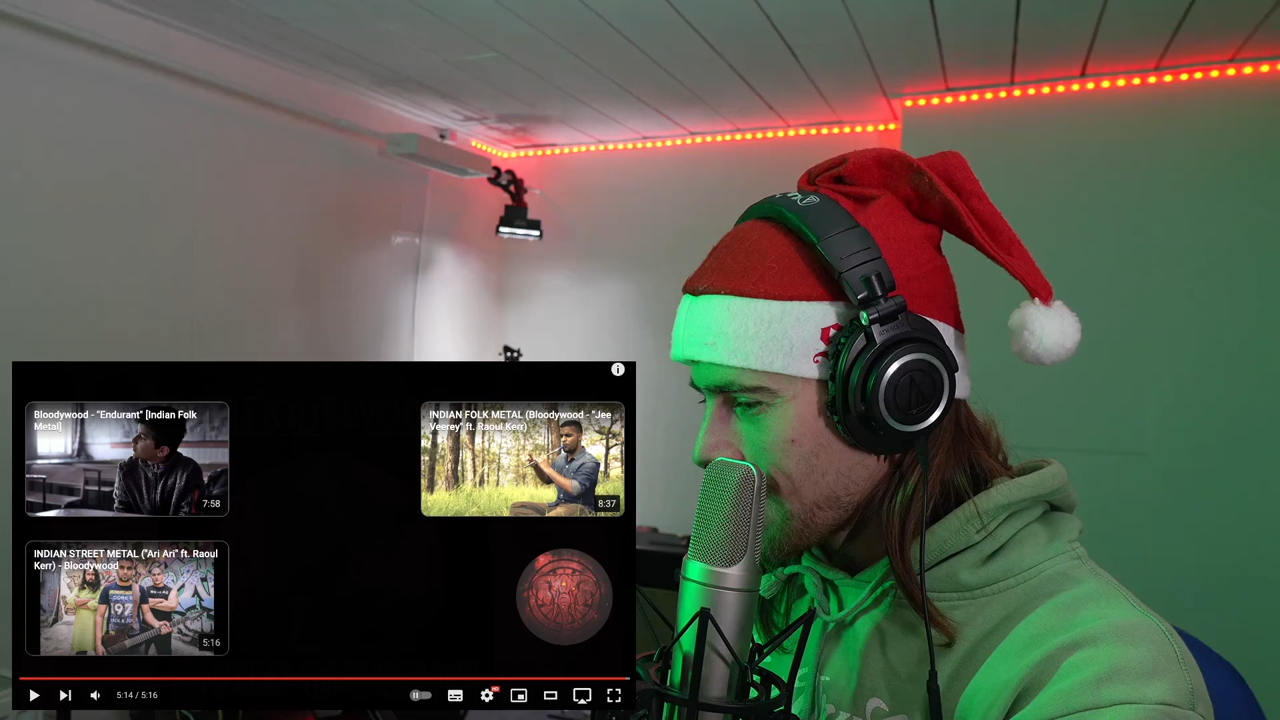 Bloodywood - "Endurant" [Indian Folk
Metal]
7:58
INDIAN FOLK METAL (Bloodywood - "Jee
Veerey" ft. Raoul Kerr)
8:37
INDIAN STREET METAL ("Ari Ari" ft. Raoul
Kerr) - Bloodywood
5:16
5:14 / 5:16
HD